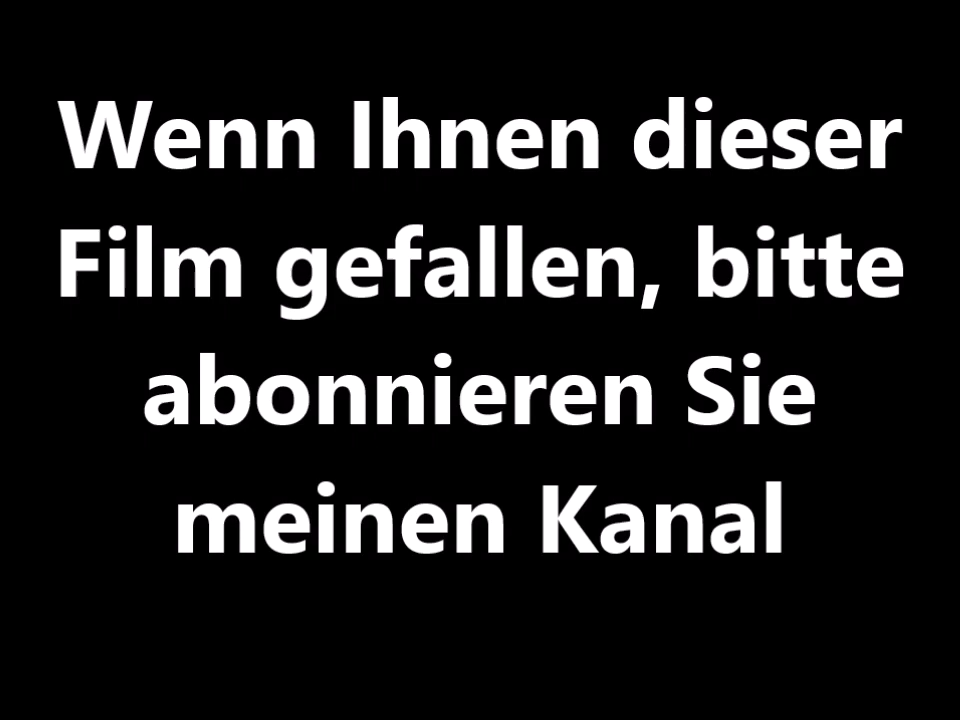 Wenn Ihnen dieser
Film gefallen, bitte
abonnieren Sie
meinen Kanal